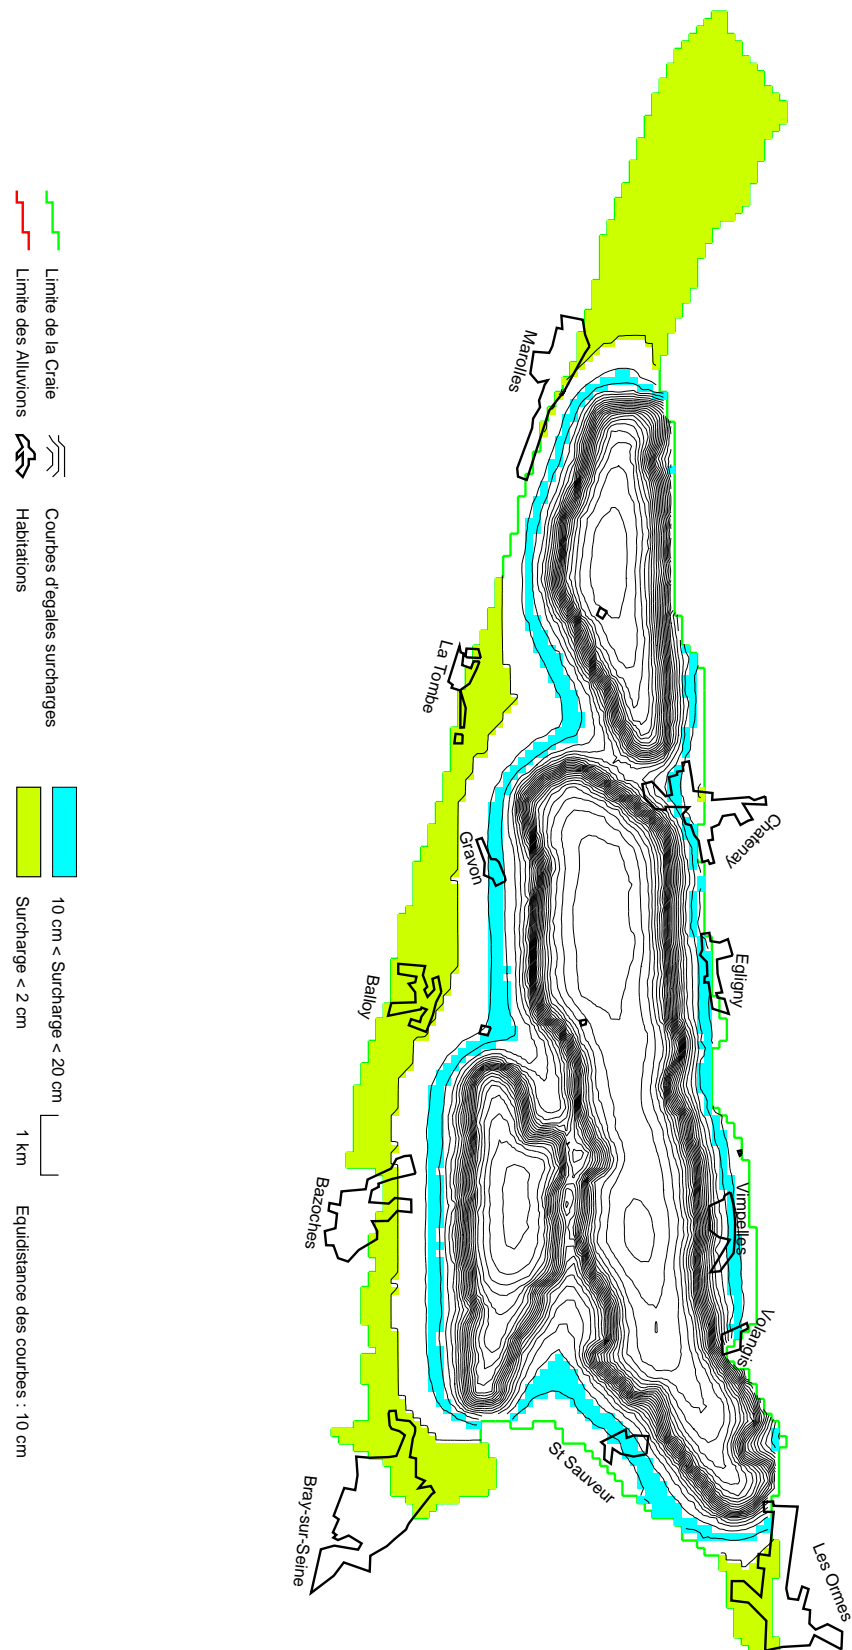 Marolles
La Tombe
Gravon
Chatenay
Balloy
Egligny
Bazoches
Vimpelles
Volangis
St Sauveur
Bray-sur-Seine
Les Ormes
Limite de la Craie
Limite des Alluvions
Courbes d'egales surcharges
Habitations
10 cm < Surcharge < 20 cm
Surcharge < 2 cm
1 km
Equidistance des courbes : 10 cm